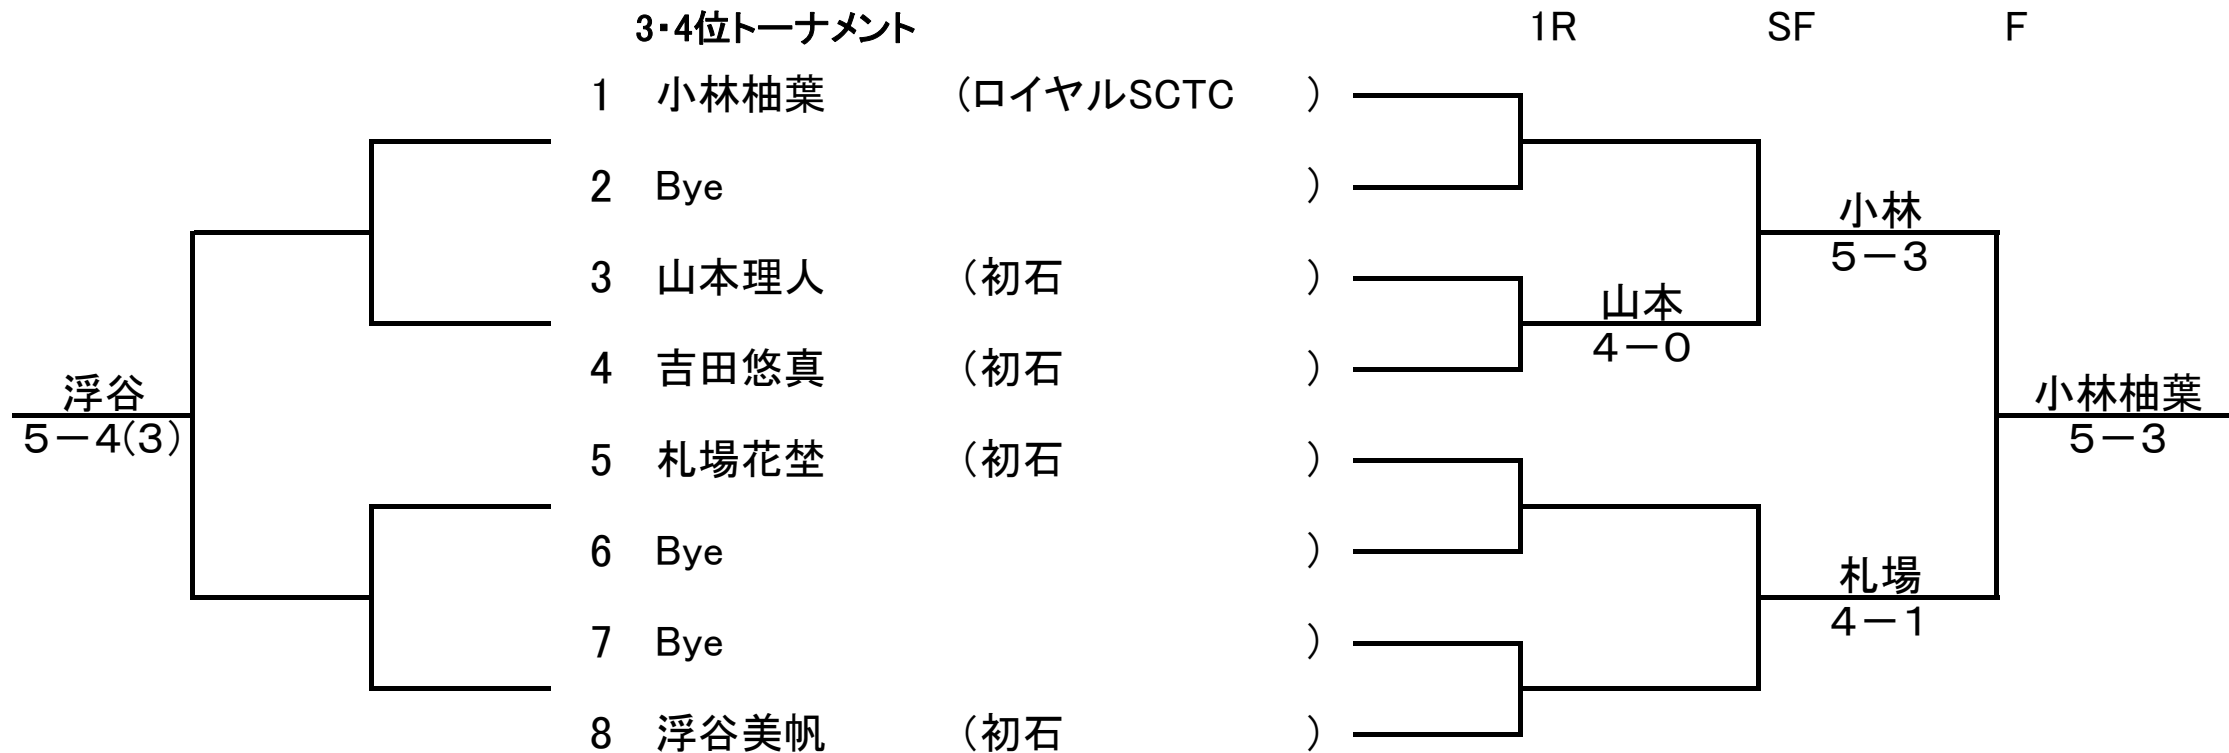 3・4位トーナメント 1R SF F
1 小林柚葉 (ロイヤルSCTC )
2 Bye )
小林
5－3
3 山本理人 (初石 )
山本
4－0
4 吉田悠真 (初石 )
浮谷
5－4(3)
小林柚葉
5－3
5 札場花埜 (初石 )
6 Bye )
札場
4－1
7 Bye )
8 浮谷美帆 (初石 )